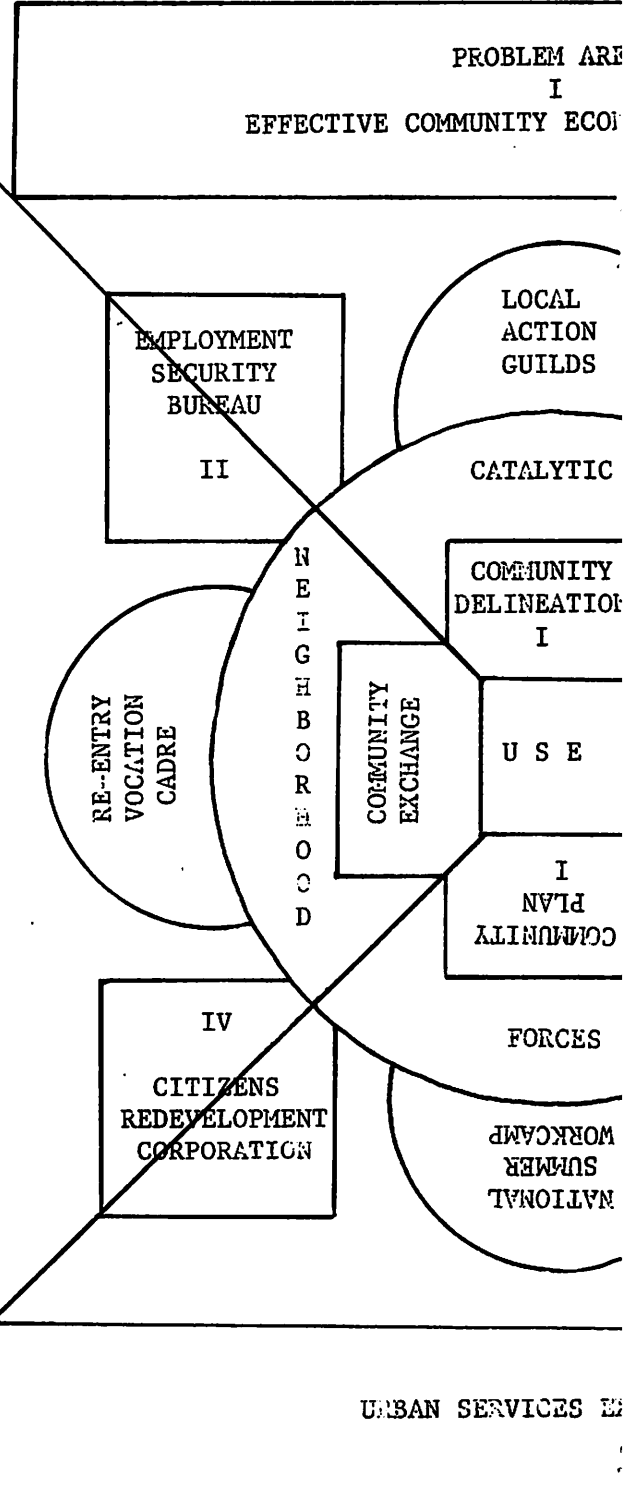 PROBLEM ARE
I
EFFECTIVE COMMUNITY ECO
LOCAL
ACTION
GUILDS
EMPLOYMENT
SECURITY
BUREAU
II
CATALYTIC
NEIGHBORHOOD
COMMUNITY
DELINEATIO
I
RE-ENTRY
VOCATION
CADRE
COMMUNITY
EXCHANGE
U S E
COMMUNITY
PLAN
I
IV
CITIZENS
REDEVELOPMENT
CORPORATION
FORCES
NATIONAL
SUMMER
WORKCAMP
URBAN SERVICES E